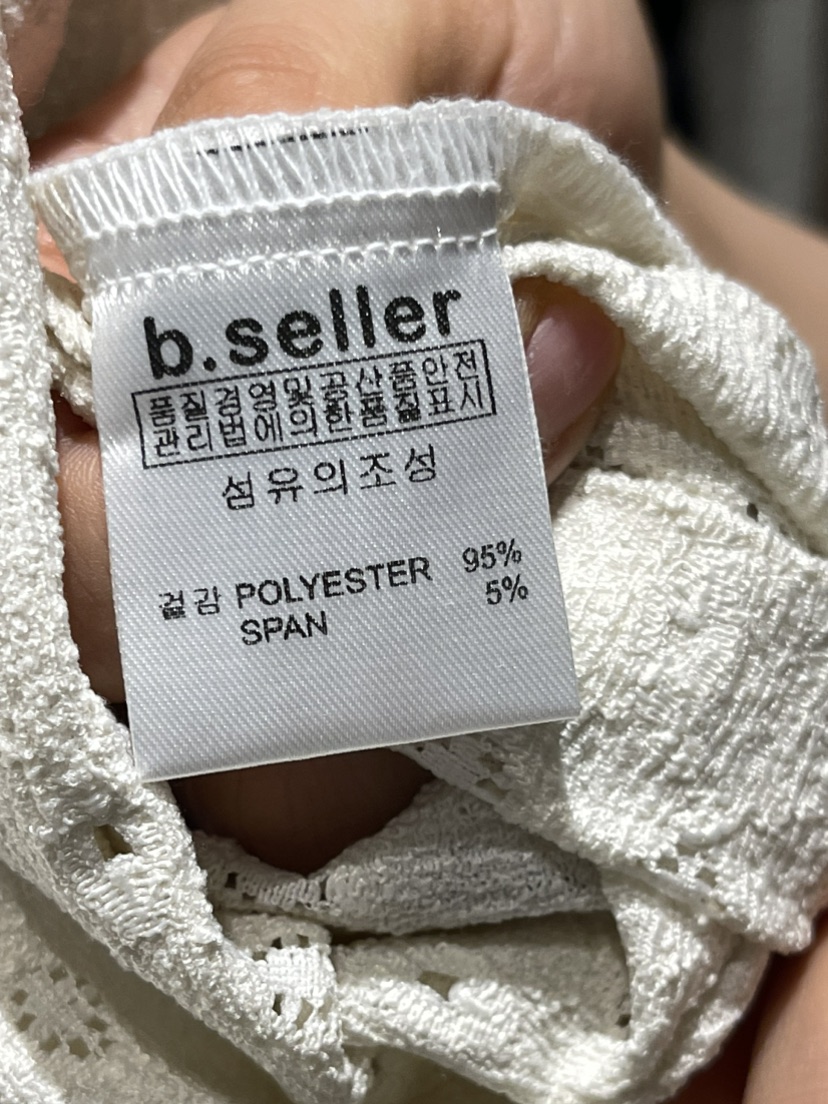 b.seller
품질경영및공산품안전
관리법에의한품질표시
섬유의조성
겉감 POLYESTER 95%
SPAN 5%